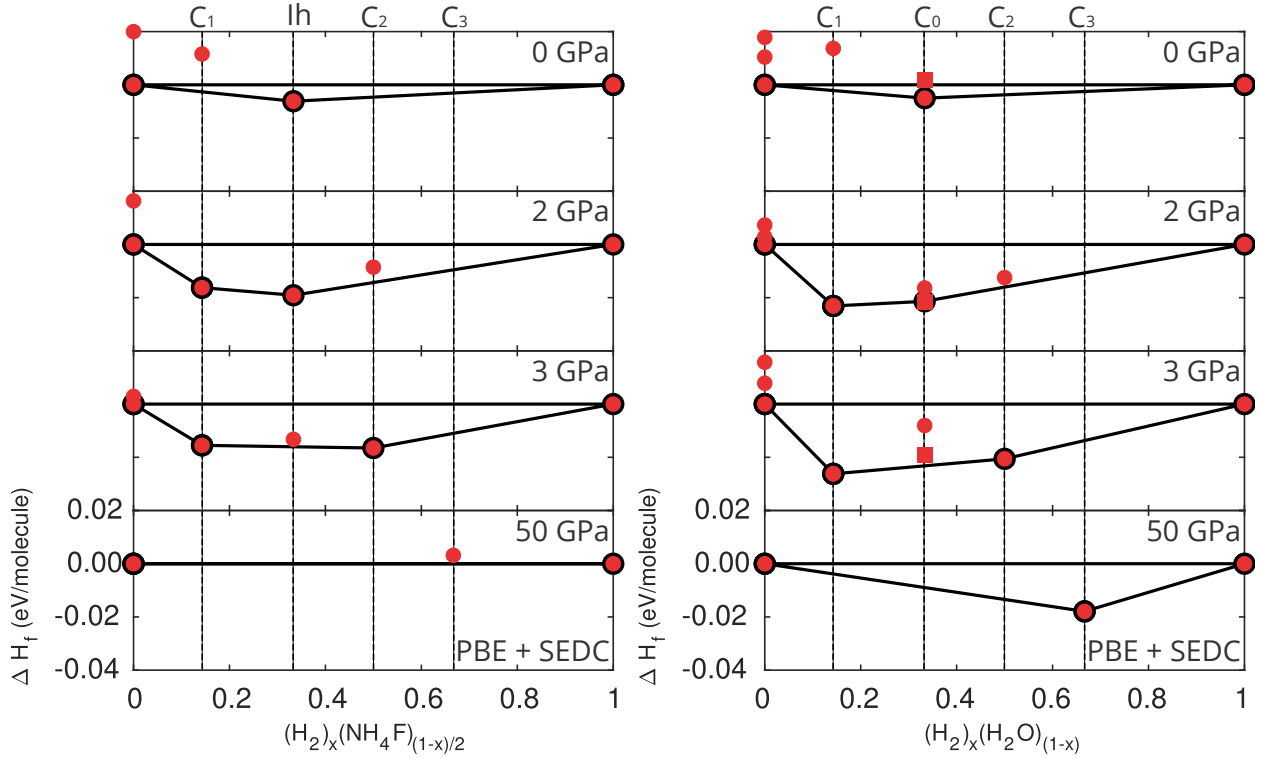 C₁ Ih C₂ C₃
0 GPa
2 GPa
3 GPa
50 GPa
PBE + SEDC
0.02
0.00
-0.02
-0.04
Δ H_f (eV/molecule)
0 0.2 0.4 0.6 0.8 1
(H₂)ₓ(NH₄F)₍₁₋ₓ₎/₂
C₁ C₀ C₂ C₃
0 GPa
2 GPa
3 GPa
50 GPa
PBE + SEDC
0.02
0.00
-0.02
-0.04
Δ H_f (eV/molecule)
0 0.2 0.4 0.6 0.8 1
(H₂)ₓ(H₂O)₍₁₋ₓ₎